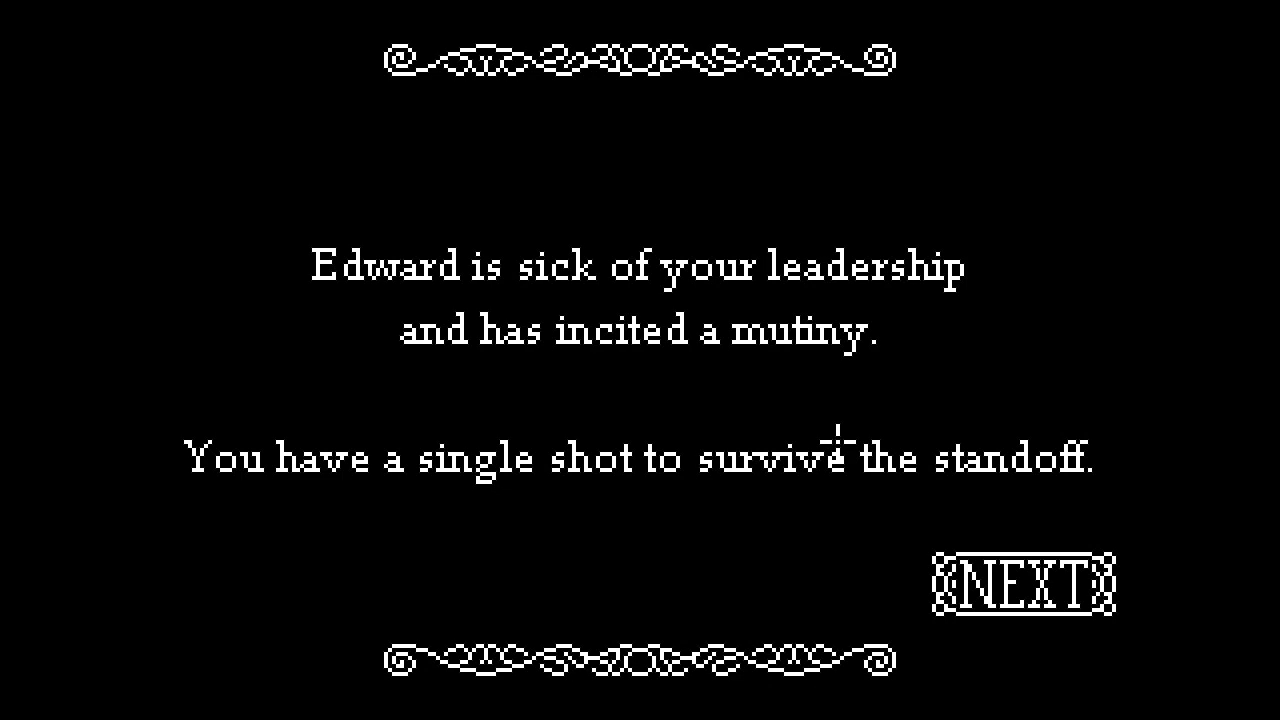 Edward is sick of your leadership
and has incited a mutiny.
You have a single shot to survive the standoff.
NEXT